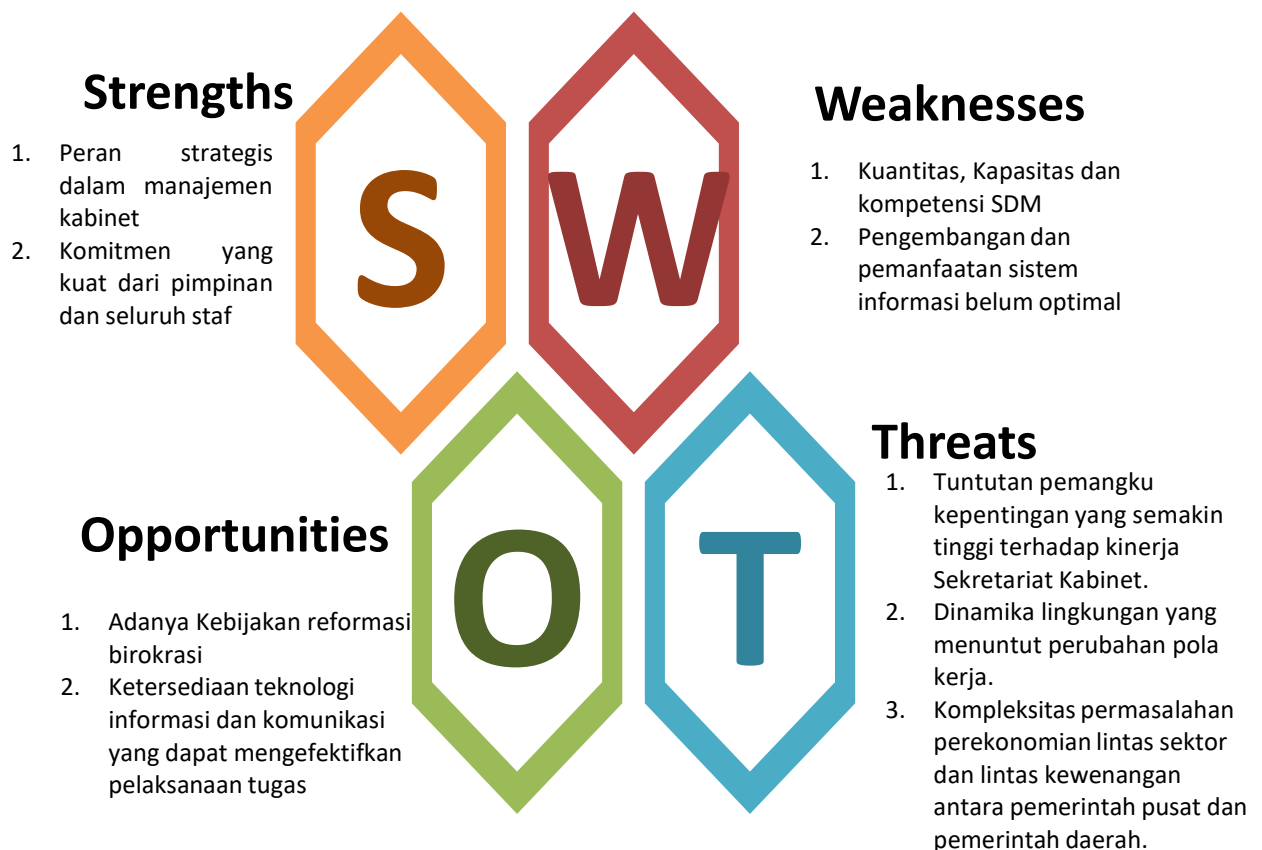 Strengths
1. Peran strategis
dalam manajemen
kabinet
2. Komitmen yang
kuat dari pimpinan
dan seluruh staf
S
W
Weaknesses
1. Kuantitas, Kapasitas dan
kompetensi SDM
2. Pengembangan dan
pemanfaatan sistem
informasi belum optimal
Opportunities
1. Adanya Kebijakan reformasi
birokrasi
2. Ketersediaan teknologi
informasi dan komunikasi
yang dapat mengefektifkan
pelaksanaan tugas
O
T
Threats
1. Tuntutan pemangku
kepentingan yang semakin
tinggi terhadap kinerja
Sekretariat Kabinet.
2. Dinamika lingkungan yang
menuntut perubahan pola
kerja.
3. Kompleksitas permasalahan
perekonomian lintas sektor
dan lintas kewenangan
antara pemerintah pusat dan
pemerintah daerah.